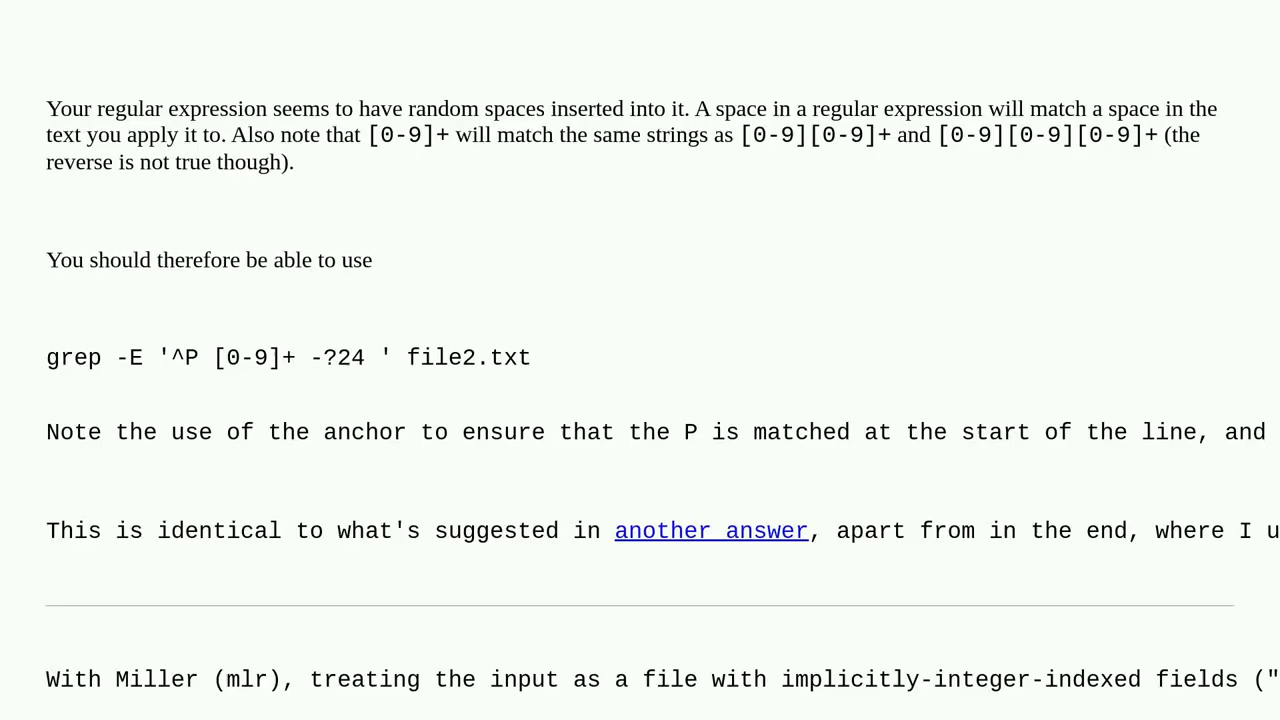 Your regular expression seems to have random spaces inserted into it. A space in a regular expression will match a space in the
text you apply it to. Also note that [0-9]+ will match the same strings as [0-9][0-9]+ and [0-9][0-9][0-9]+ (the
reverse is not true though).
You should therefore be able to use
grep -E '^P [0-9]+ -?24 ' file2.txt
Note the use of the anchor to ensure that the P is matched at the start of the line, and
This is identical to what's suggested in another answer, apart from in the end, where I u
With Miller (mlr), treating the input as a file with implicitly-integer-indexed fields ("